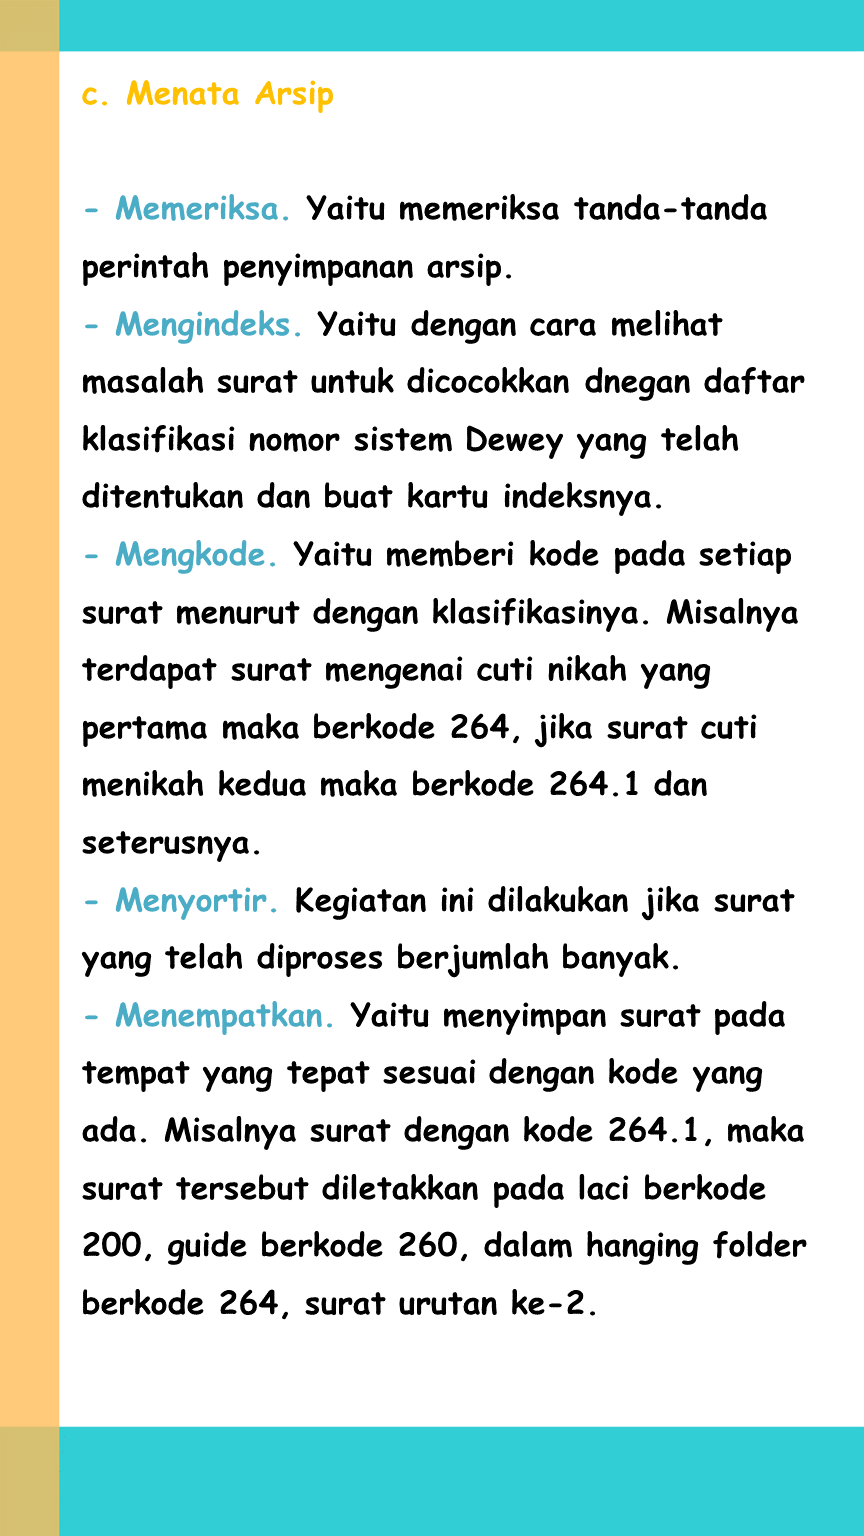 c. Menata Arsip
- Memeriksa. Yaitu memeriksa tanda-tanda
perintah penyimpanan arsip.
- Mengindeks. Yaitu dengan cara melihat
masalah surat untuk dicocokkan dnegan daftar
klasifikasi nomor sistem Dewey yang telah
ditentukan dan buat kartu indeksnya.
- Mengkode. Yaitu memberi kode pada setiap
surat menurut dengan klasifikasinya. Misalnya
terdapat surat mengenai cuti nikah yang
pertama maka berkode 264, jika surat cuti
menikah kedua maka berkode 264.1 dan
seterusnya.
- Menyortir. Kegiatan ini dilakukan jika surat
yang telah diproses berjumlah banyak.
- Menempatkan. Yaitu menyimpan surat pada
tempat yang tepat sesuai dengan kode yang
ada. Misalnya surat dengan kode 264.1, maka
surat tersebut diletakkan pada laci berkode
200, guide berkode 260, dalam hanging folder
berkode 264, surat urutan ke-2.